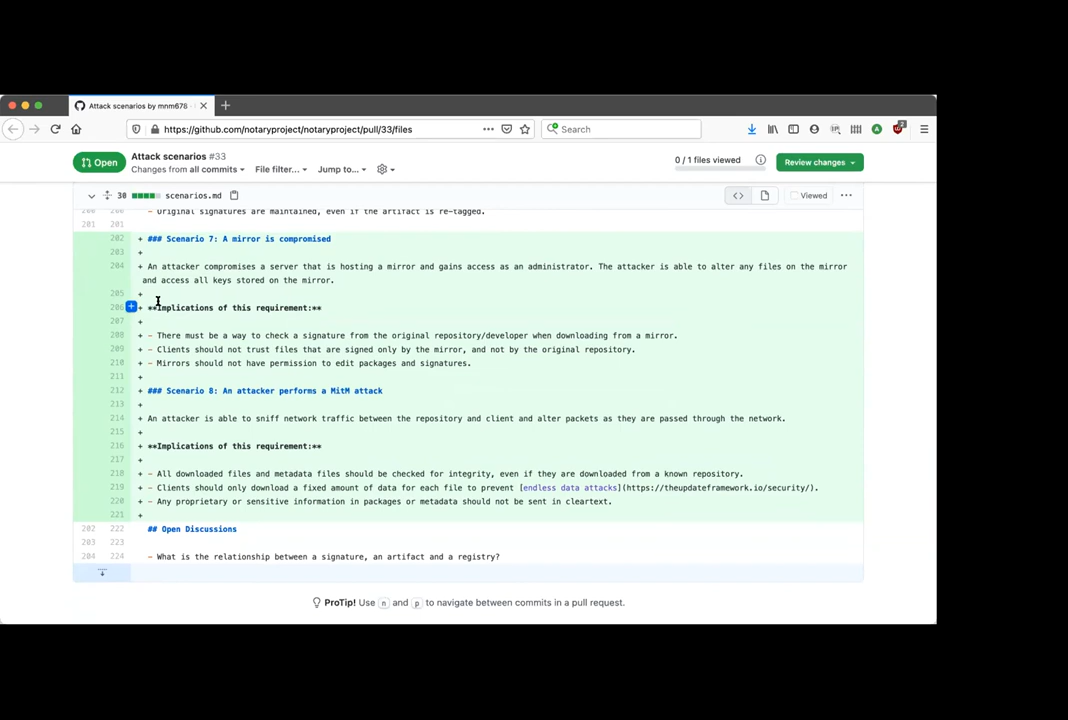 Attack scenarios by mnm678 ·
https://github.com/notaryproject/notaryproject/pull/33/files
Search
2
Open
Attack scenarios #33
Changes from all commits
File filter...
Jump to...
0 / 1 files viewed
Review changes
30
scenarios.md
Viewed
200 200 - Original signatures are maintained, even if the artifact is re-tagged.
201 201
202 + ### Scenario 7: A mirror is compromised
203 +
204 + An attacker compromises a server that is hosting a mirror and gains access as an administrator. The attacker is able to alter any files on the mirror
and access all keys stored on the mirror.
205 +
206 + **Implications of this requirement:**
207 +
208 + - There must be a way to check a signature from the original repository/developer when downloading from a mirror.
209 + - Clients should not trust files that are signed only by the mirror, and not by the original repository.
210 + - Mirrors should not have permission to edit packages and signatures.
211 +
212 + ### Scenario 8: An attacker performs a MitM attack
213 +
214 + An attacker is able to sniff network traffic between the repository and client and alter packets as they are passed through the network.
215 +
216 + **Implications of this requirement:**
217 +
218 + - All downloaded files and metadata files should be checked for integrity, even if they are downloaded from a known repository.
219 + - Clients should only download a fixed amount of data for each file to prevent [endless data attacks](https://theupdateframework.io/security/).
220 + - Any proprietary or sensitive information in packages or metadata should not be sent in cleartext.
221 +
202 222 ## Open Discussions
203 223
204 224 - What is the relationship between a signature, an artifact and a registry?
ProTip! Use n and p to navigate between commits in a pull request.